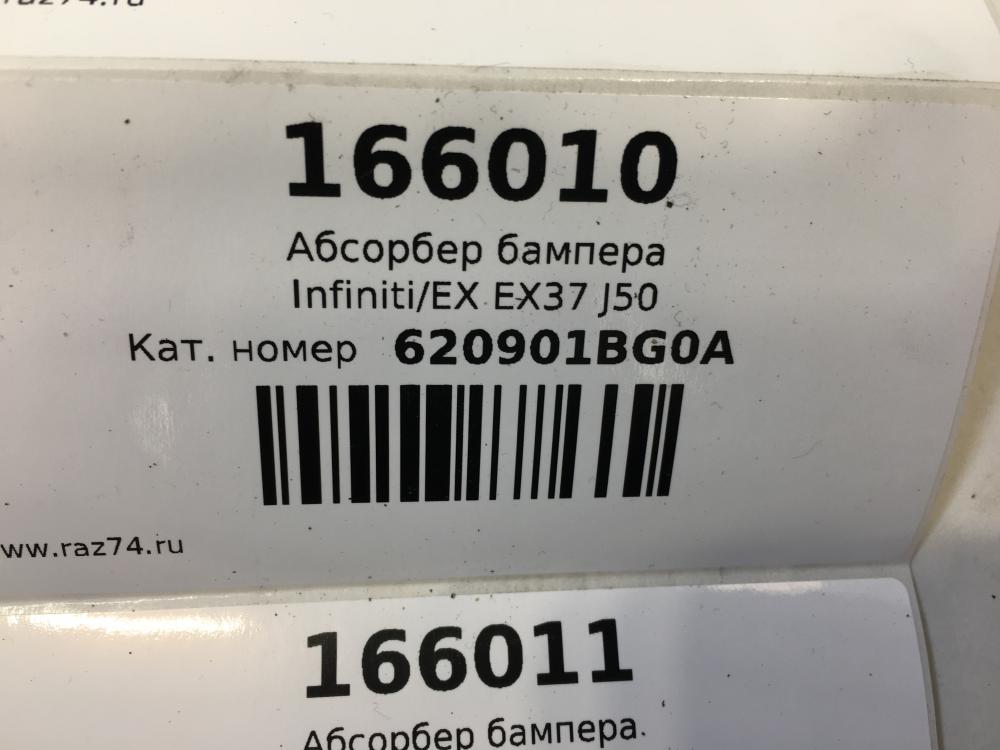 166010
Абсорбер бампера
Infiniti/EX EX37 J50
Кат. номер 620901BG0A
www.raz74.ru
166011
Абсорбер бампера